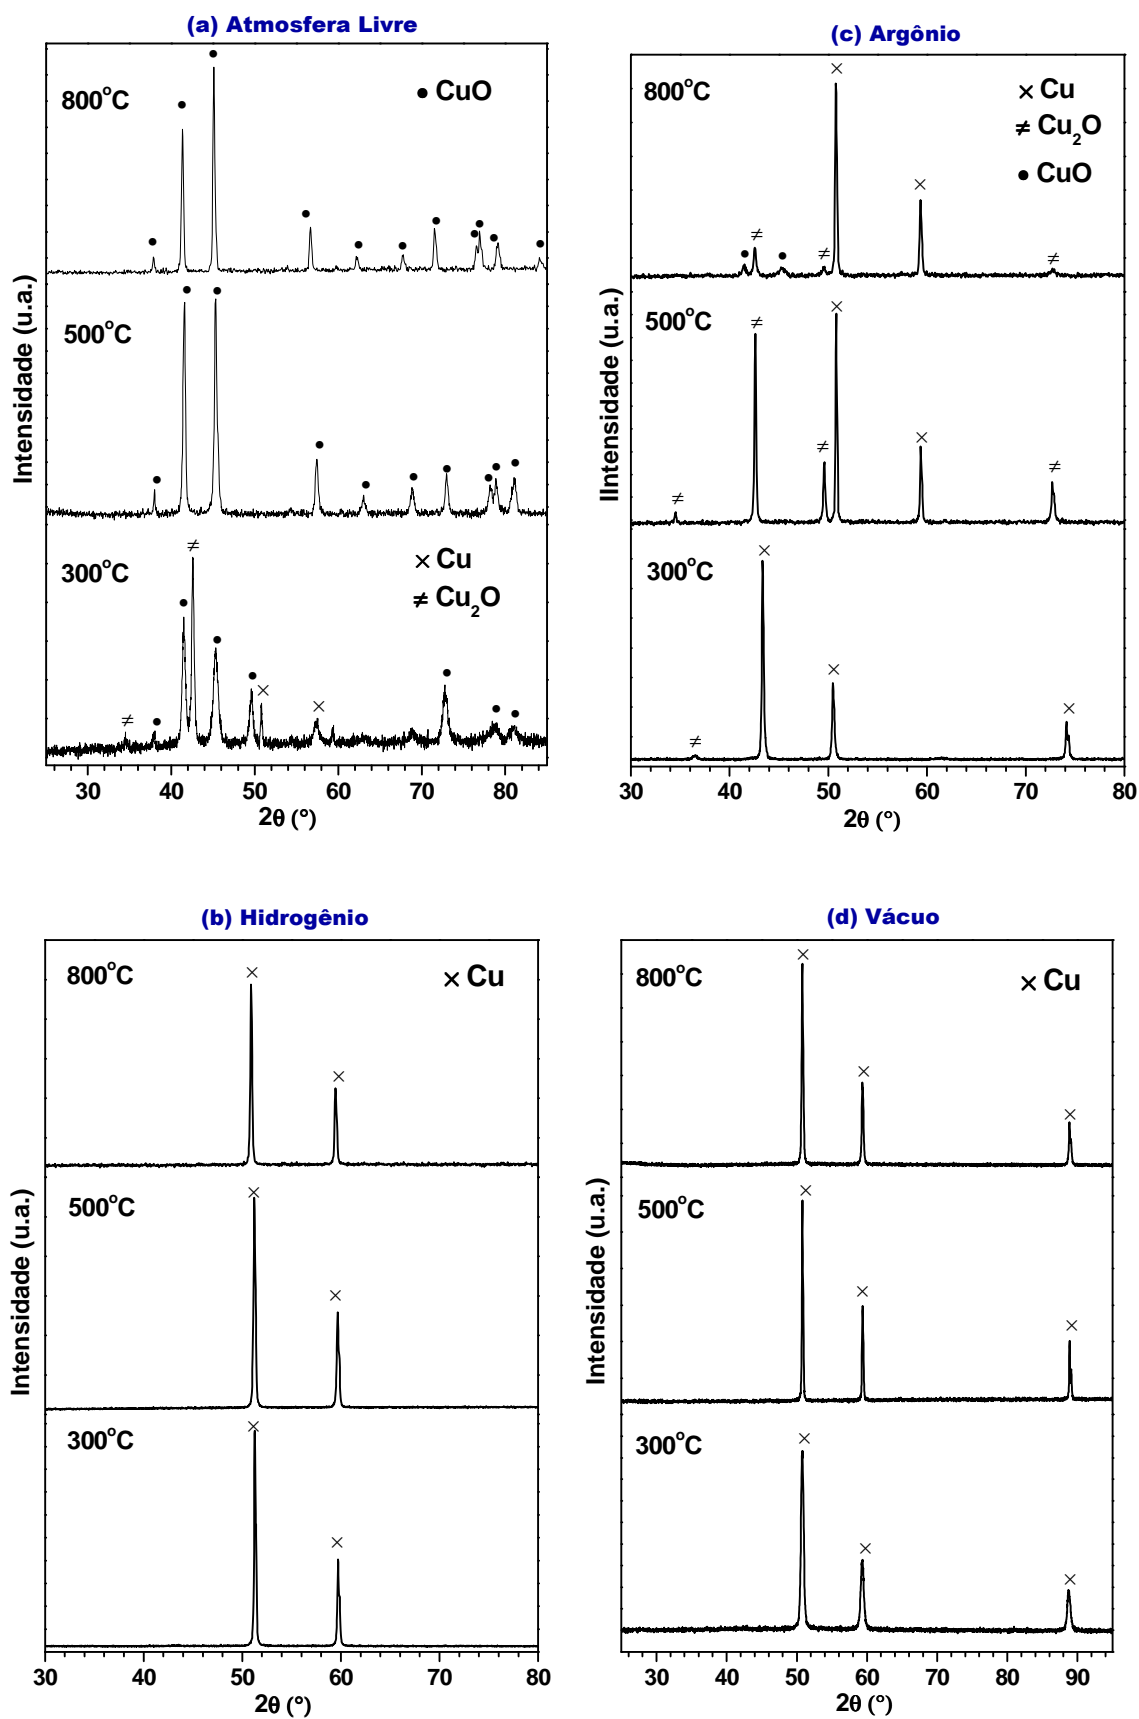 (a) Atmosfera Livre
800°C
• CuO
500°C
300°C
× Cu
≠ Cu₂O
Intensidade (u.a.)
30 40 50 60 70 80
2θ (°)
(c) Argônio
800°C
× Cu
≠ Cu₂O
• CuO
500°C
300°C
IIntensidade (u.a.)
30 40 50 60 70 80
2θ (°)
(b) Hidrogênio
800°C
× Cu
500°C
300°C
Intensidade (u.a.)
30 40 50 60 70 80
2θ (°)
(d) Vácuo
800°C
× Cu
500°C
300°C
Intensidade (u.a.)
30 40 50 60 70 80 90
2θ (°)